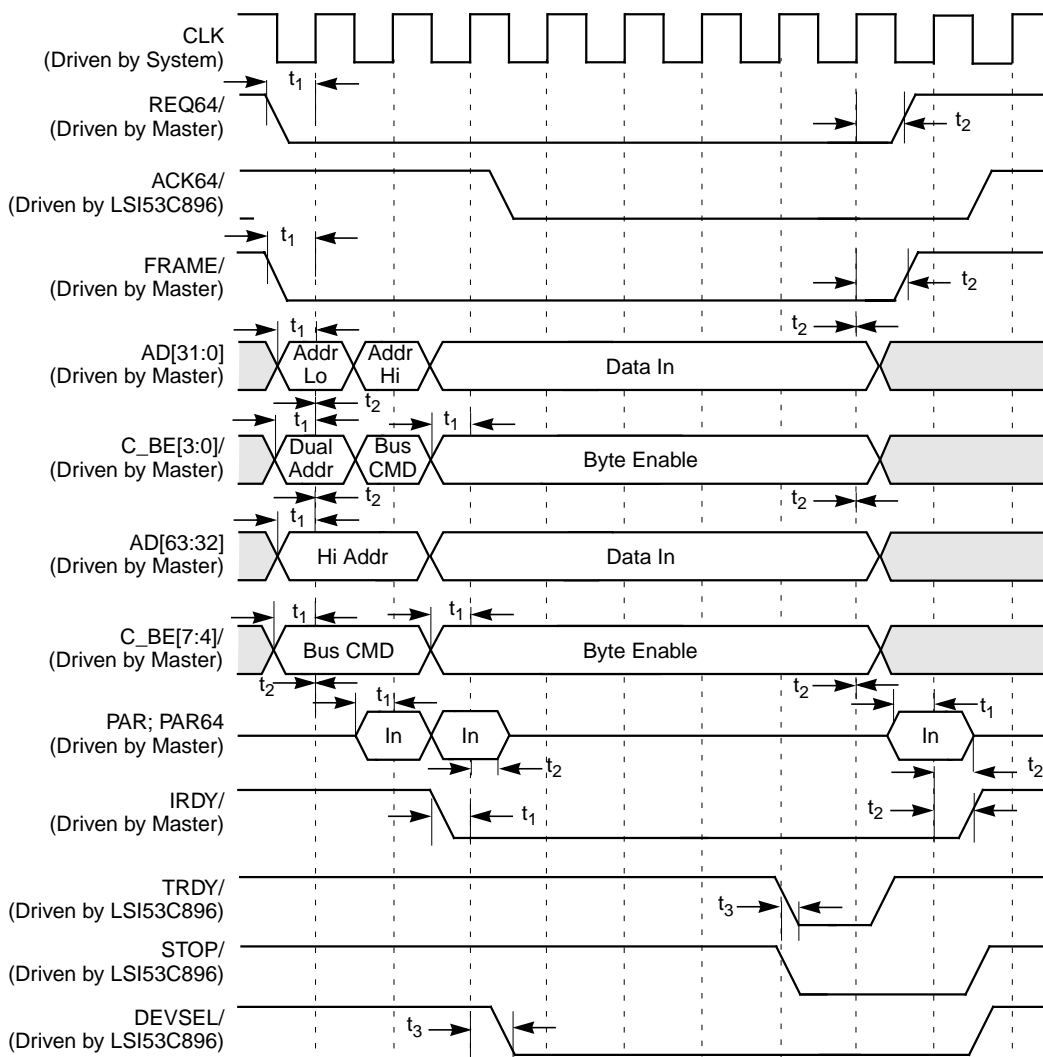 CLK
(Driven by System)
t1
REQ64/
(Driven by Master)
t2
ACK64/
(Driven by LSI53C896)
t1
FRAME/
(Driven by Master)
t2
t2
t1
AD[31:0]
(Driven by Master)
Addr
Lo
Addr
Hi
Data In
t2
t1
t1
C_BE[3:0]/
(Driven by Master)
Dual
Addr
Bus
CMD
Byte Enable
t2
t2
t1
AD[63:32]
(Driven by Master)
Hi Addr
Data In
t1
t1
C_BE[7:4]/
(Driven by Master)
Bus CMD
Byte Enable
t2
t2
t1
t1
PAR; PAR64
(Driven by Master)
In
In
In
t2
t2
IRDY/
(Driven by Master)
t1
t2
TRDY/
(Driven by LSI53C896)
t3
STOP/
(Driven by LSI53C896)
DEVSEL/
(Driven by LSI53C896)
t3